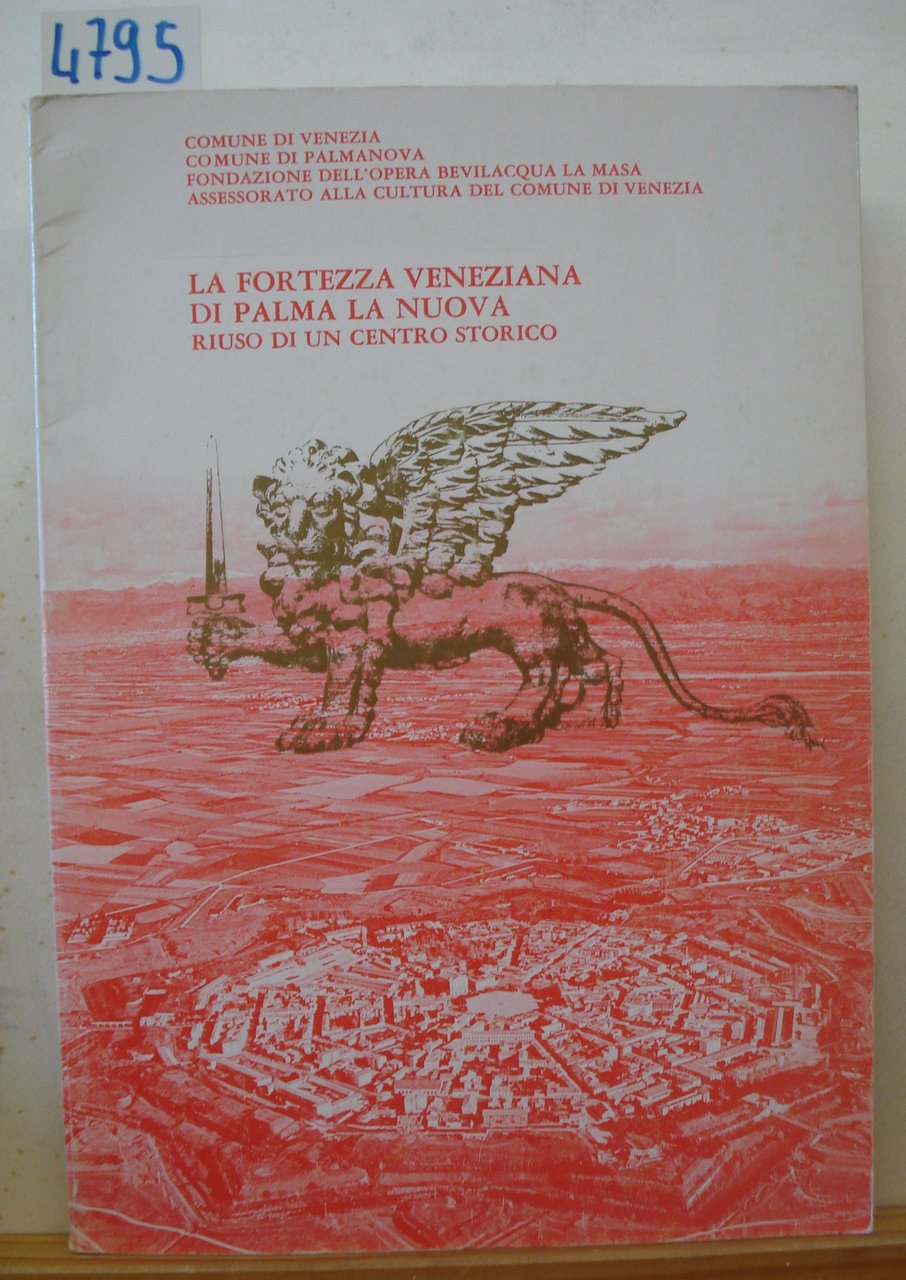 4795
COMUNE DI VENEZIA
COMUNE DI PALMANOVA
FONDAZIONE DELL'OPERA BEVILACQUA LA MASA
ASSESSORATO ALLA CULTURA DEL COMUNE DI VENEZIA
LA FORTEZZA VENEZIANA
DI PALMA LA NUOVA
RIUSO DI UN CENTRO STORICO